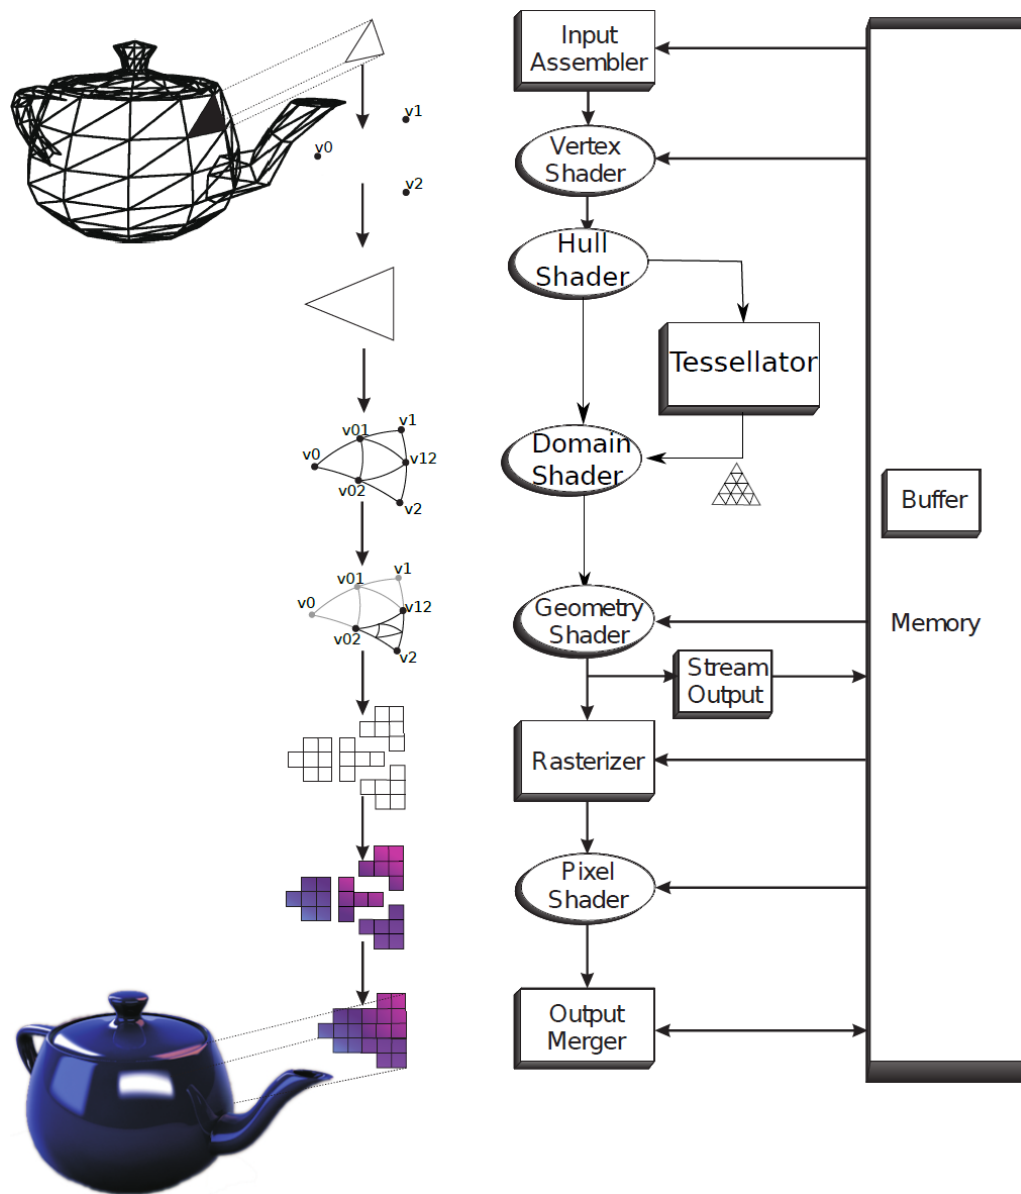 v1
v0
v2
v1
v01
v0
v12
v02
v2
v1
v01
v0
v12
v02
v2
Input
Assembler
Vertex
Shader
Hull
Shader
Tessellator
Domain
Shader
Geometry
Shader
Stream
Output
Rasterizer
Pixel
Shader
Output
Merger
Buffer
Memory